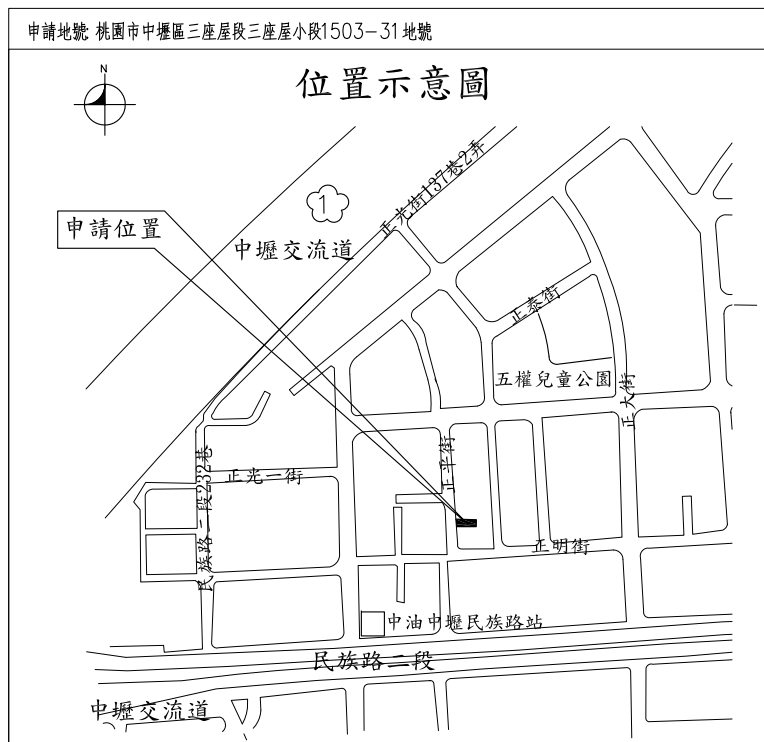 申請地號: 桃園市中壢區三座屋段三座屋小段1503-31地號
位置示意圖
N
正光街137巷2弄
1
申請位置
中壢交流道
正泰街
五權兒童公園
正大街
正平街
民族路二段232巷
正光一街
正明街
中油中壢民族路站
民族路二段
中壢交流道